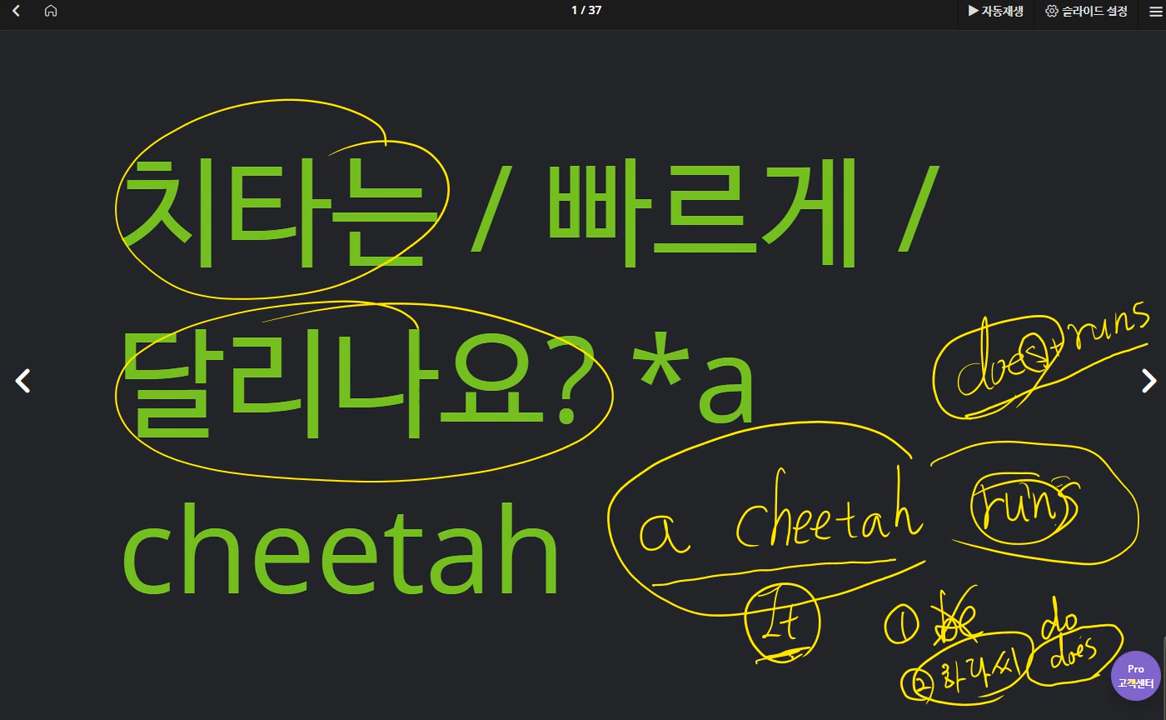 1 / 37
▶ 자동재생
슬라이드 설정
치타는 / 빠르게 /
달리나요? *a
cheetah
does + runs
a cheetah runs
It
① be do
② 하다씨 does
Pro
고객센터